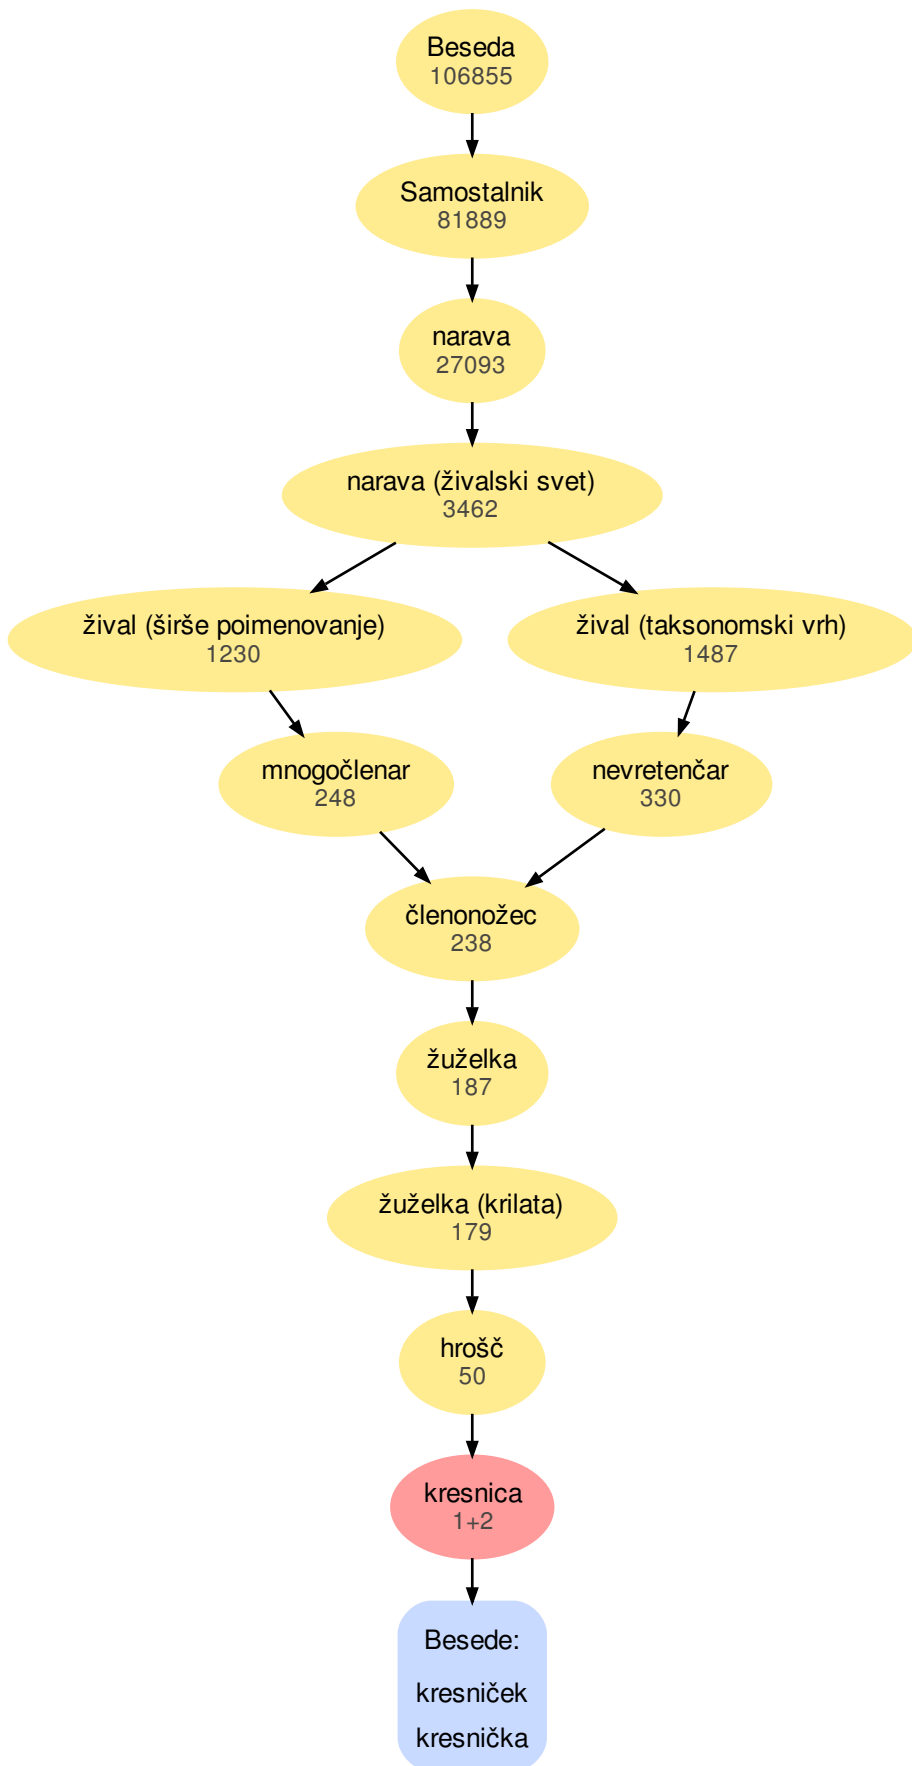 Beseda
106855
Samostalnik
81889
narava
27093
narava (živalski svet)
3462
žival (širše poimenovanje)
1230
žival (taksonomski vrh)
1487
mnogočlenar
248
nevretenčar
330
členonožec
238
žuželka
187
žuželka (krilata)
179
hrošč
50
kresnica
1+2
Besede:
kresniček
kresnička